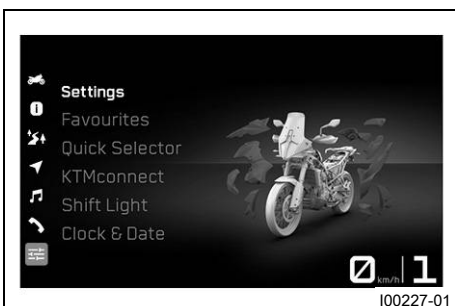 Settings
Favourites
Quick Selector
KTMconnect
Shift Light
Clock & Date
0 km/h 1
I00227-01